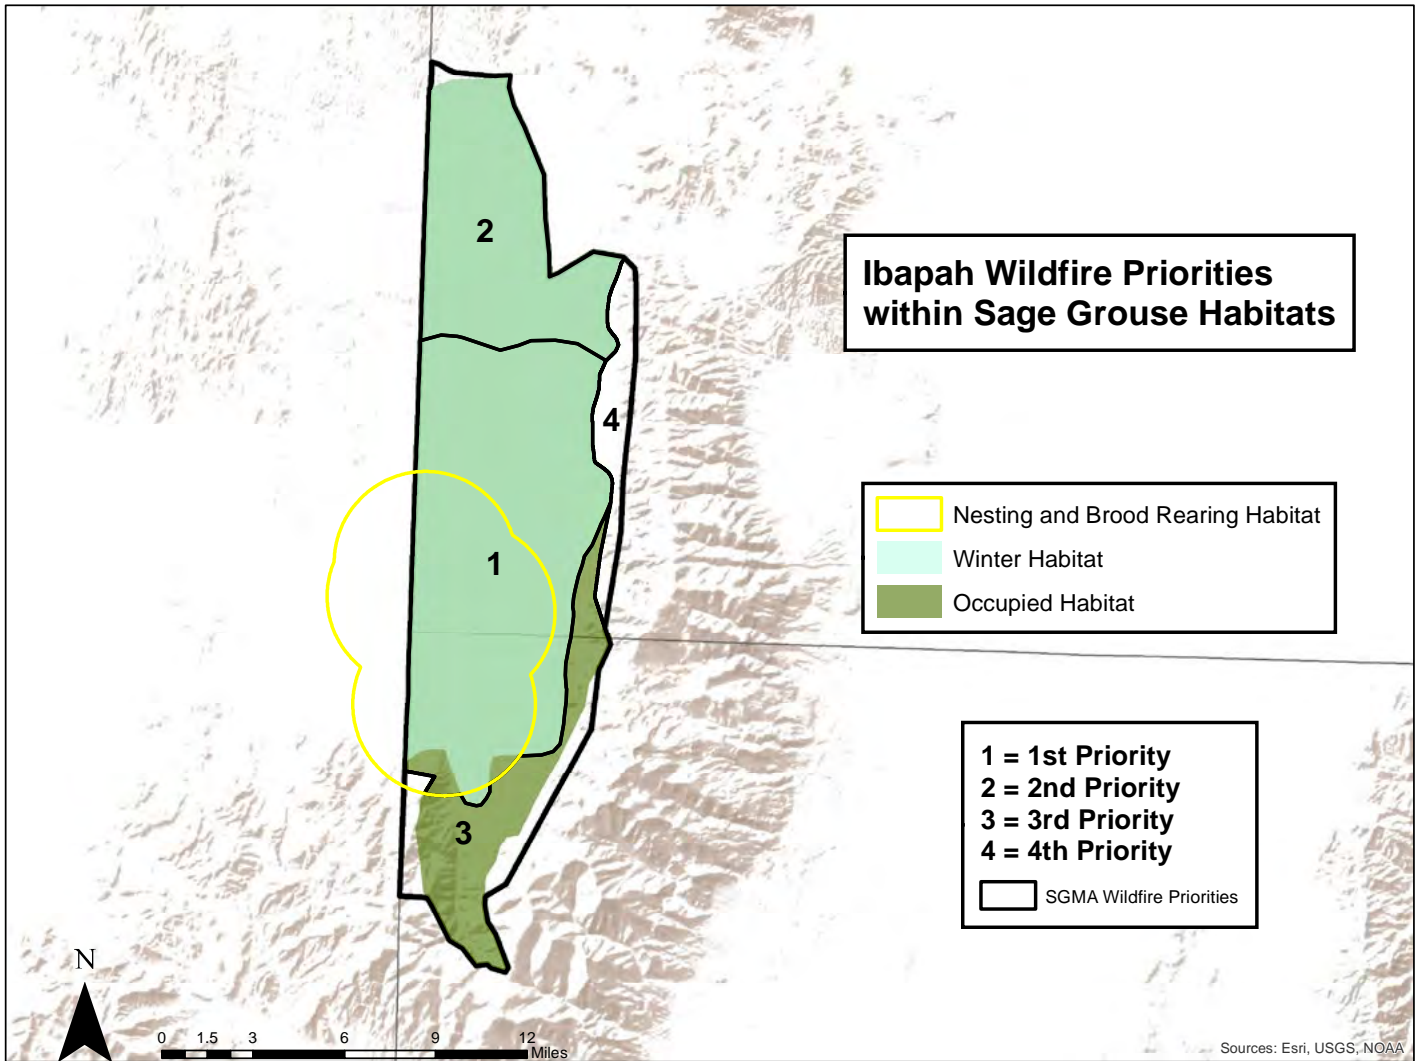 2
Ibapah Wildfire Priorities
within Sage Grouse Habitats
4
Nesting and Brood Rearing Habitat
1
Winter Habitat
Occupied Habitat
1 = 1st Priority
2 = 2nd Priority
3 = 3rd Priority
3
4 = 4th Priority
SGMA Wildfire Priorities
N
0 1.5 3 6 9 12
Miles
Sources: Esri, USGS, NOAA